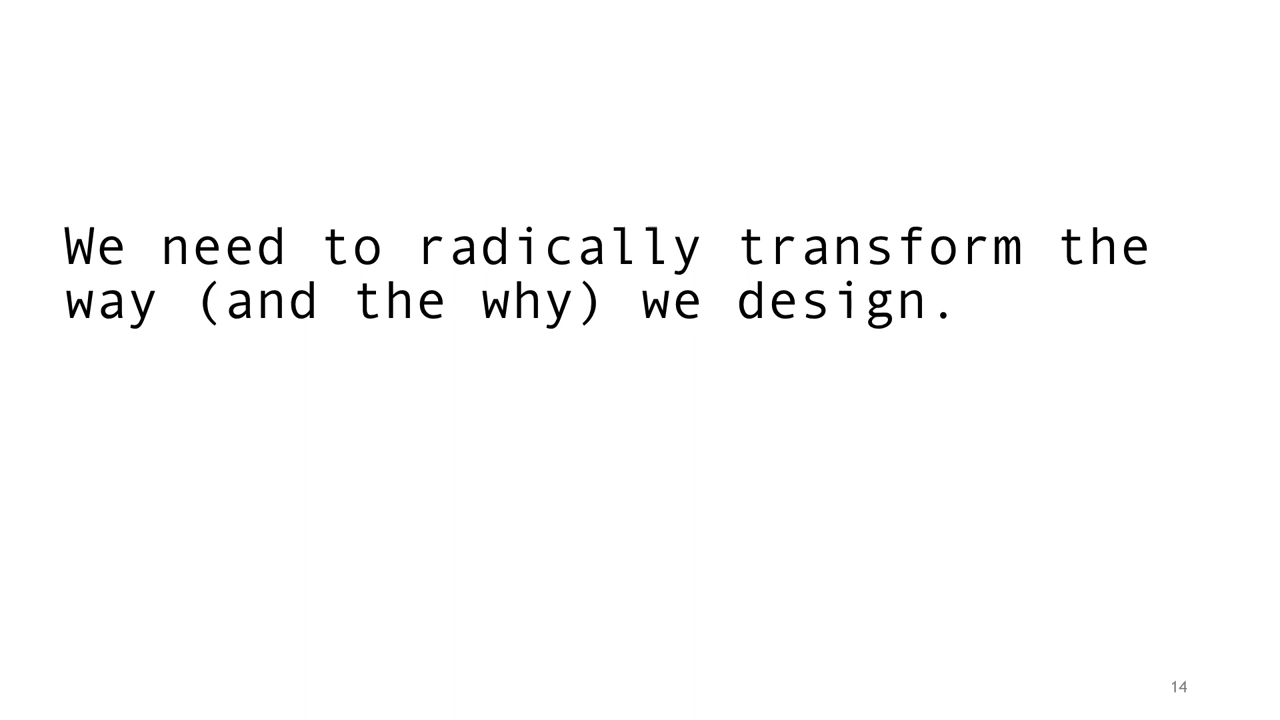 We need to radically transform the
way (and the why) we design.
14